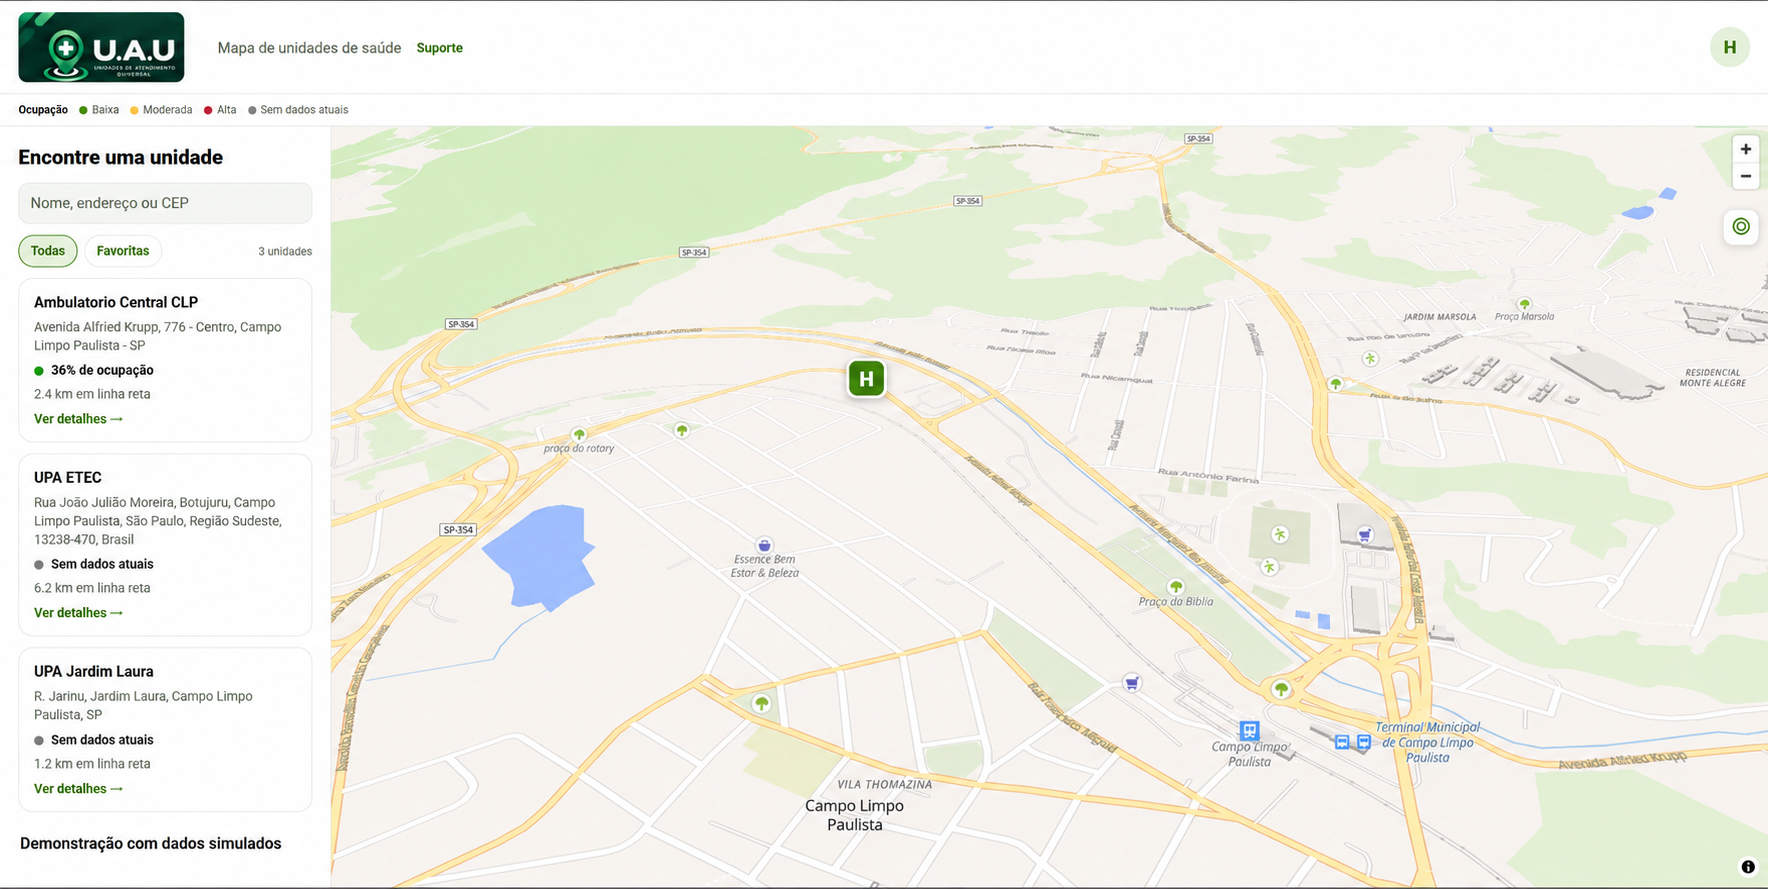 U.A.U
UNIDADES DE ATENDIMENTO
Mapa de unidades de saúde
Suporte
H
Ocupação
Baixa
Moderada
Alta
Sem dados atuais
Encontre uma unidade
Nome, endereço ou CEP
Todas
Favoritas
3 unidades
Ambulatorio Central CLP
Avenida Alfried Krupp, 776 - Centro, Campo
Limpo Paulista - SP
36% de ocupação
2.4 km em linha reta
Ver detalhes →
UPA ETEC
Rua João Julião Moreira, Botujuru, Campo
Limpo Paulista, São Paulo, Região Sudeste,
13238-470, Brasil
Sem dados atuais
6.2 km em linha reta
Ver detalhes →
UPA Jardim Laura
R. Jarinu, Jardim Laura, Campo Limpo
Paulista, SP
Sem dados atuais
1.2 km em linha reta
Ver detalhes →
Demonstração com dados simulados
SP-354
SP-354
SP-354
SP-354
SP-354
+
−
H
JARDIM MARSOLA
Praça Marsola
RESIDENCIAL
MONTE ALEGRE
praça do rotary
Rua Antônio Farina
Essence Bem
Estar & Beleza
Praça da Bíblia
Campo Limpo
Paulista
Terminal Municipal
de Campo Limpo
Paulista
Avenida Alfried Krupp
VILA THOMAZINA
Campo Limpo
Paulista